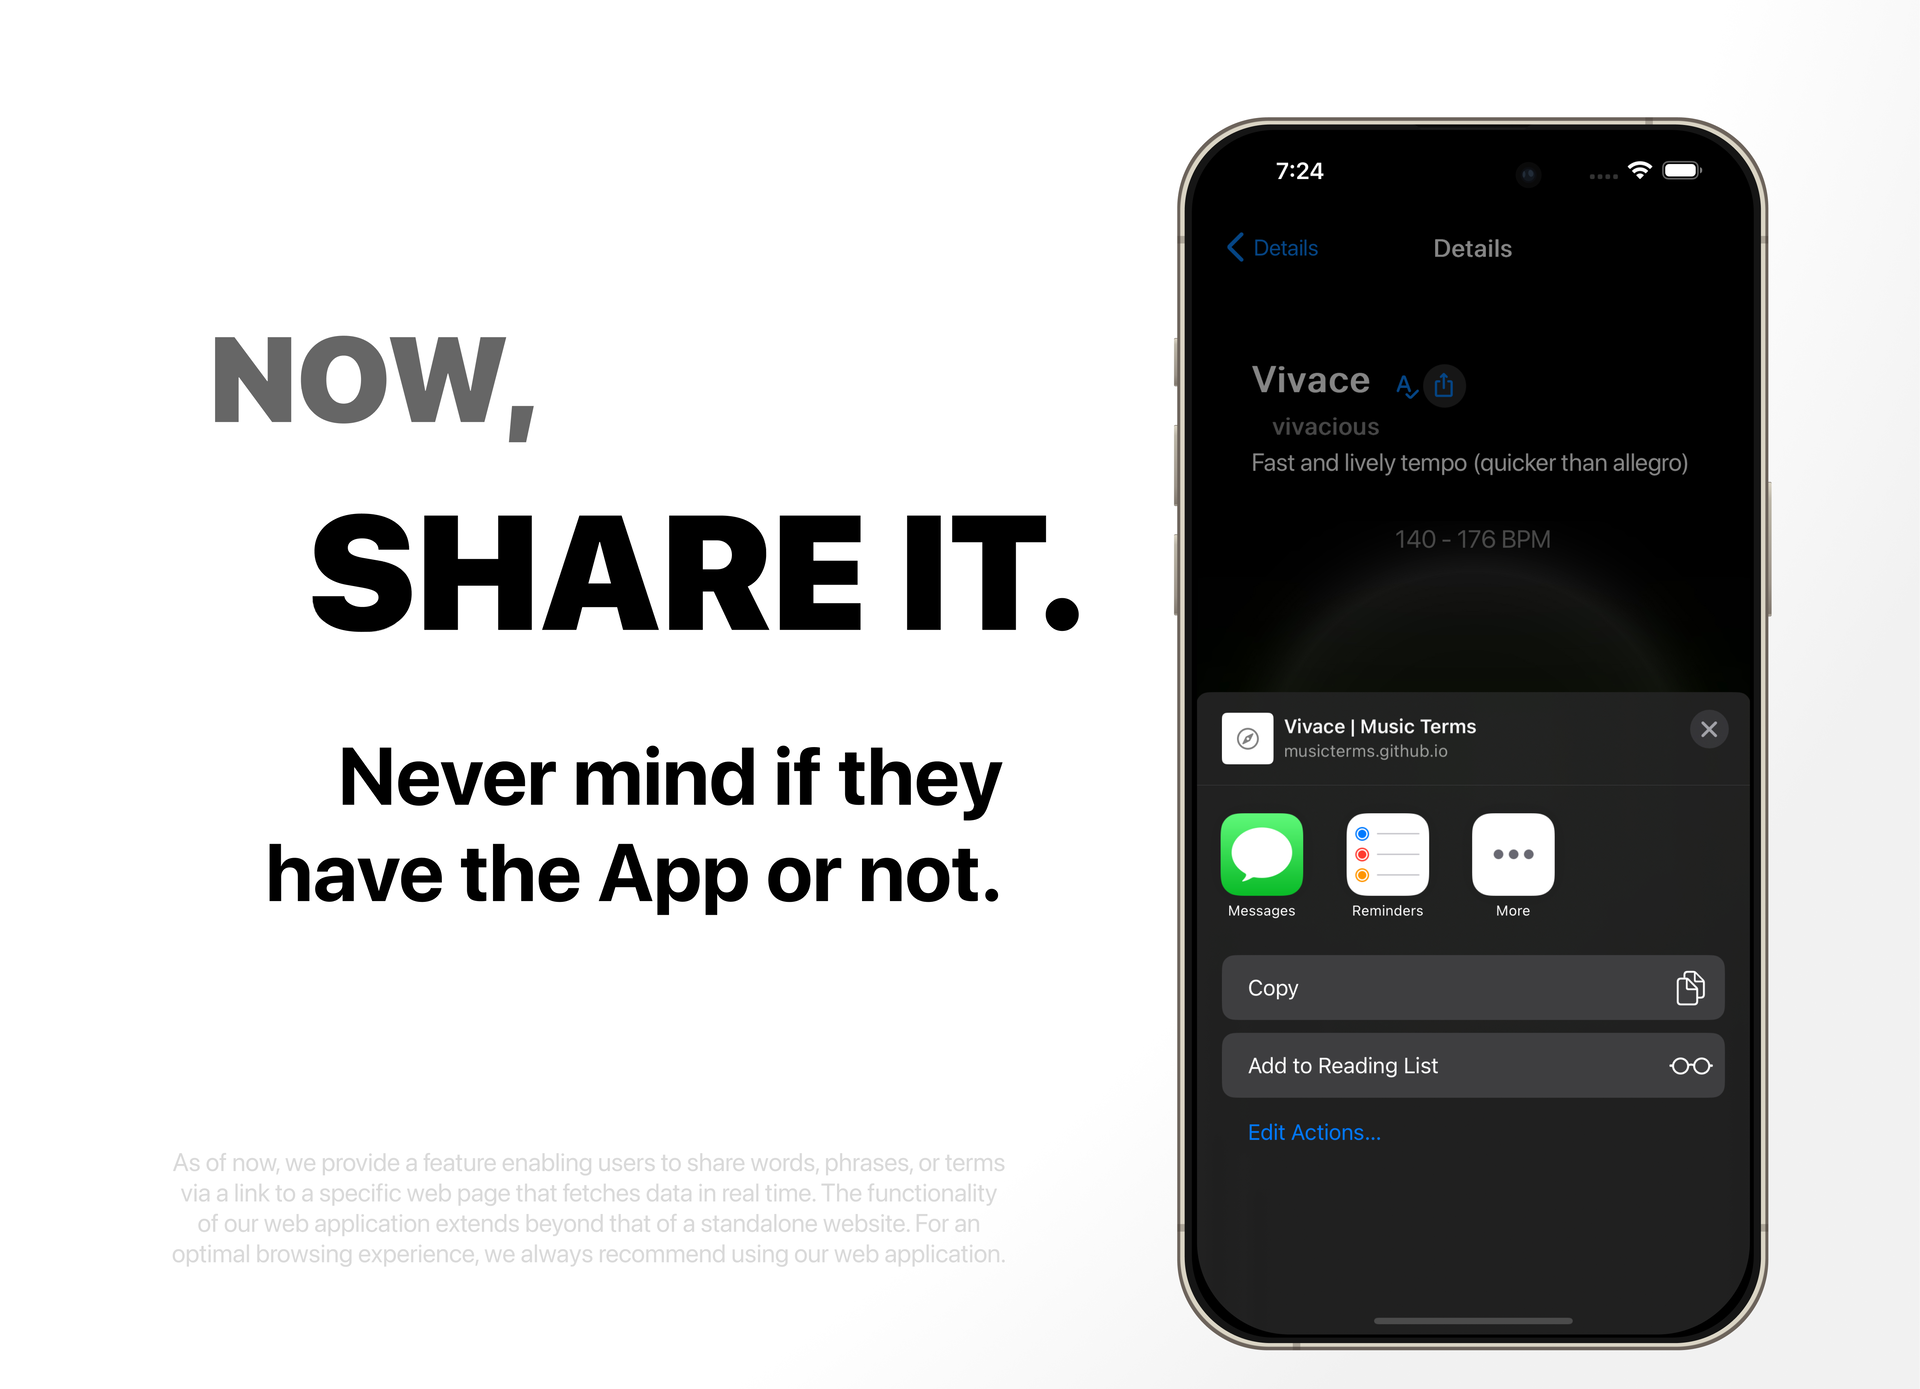 NOW,
SHARE IT.
Never mind if they
have the App or not.
As of now, we provide a feature enabling users to share words, phrases, or terms
via a link to a specific web page that fetches data in real time. The functionality
of our web application extends beyond that of a standalone website. For an
optimal browsing experience, we always recommend using our web application.
7:24
Details
Details
Vivace
vivacious
Fast and lively tempo (quicker than allegro)
140 - 176 BPM
Vivace | Music Terms
musicterms.github.io
Messages
Reminders
More
Copy
Add to Reading List
Edit Actions...